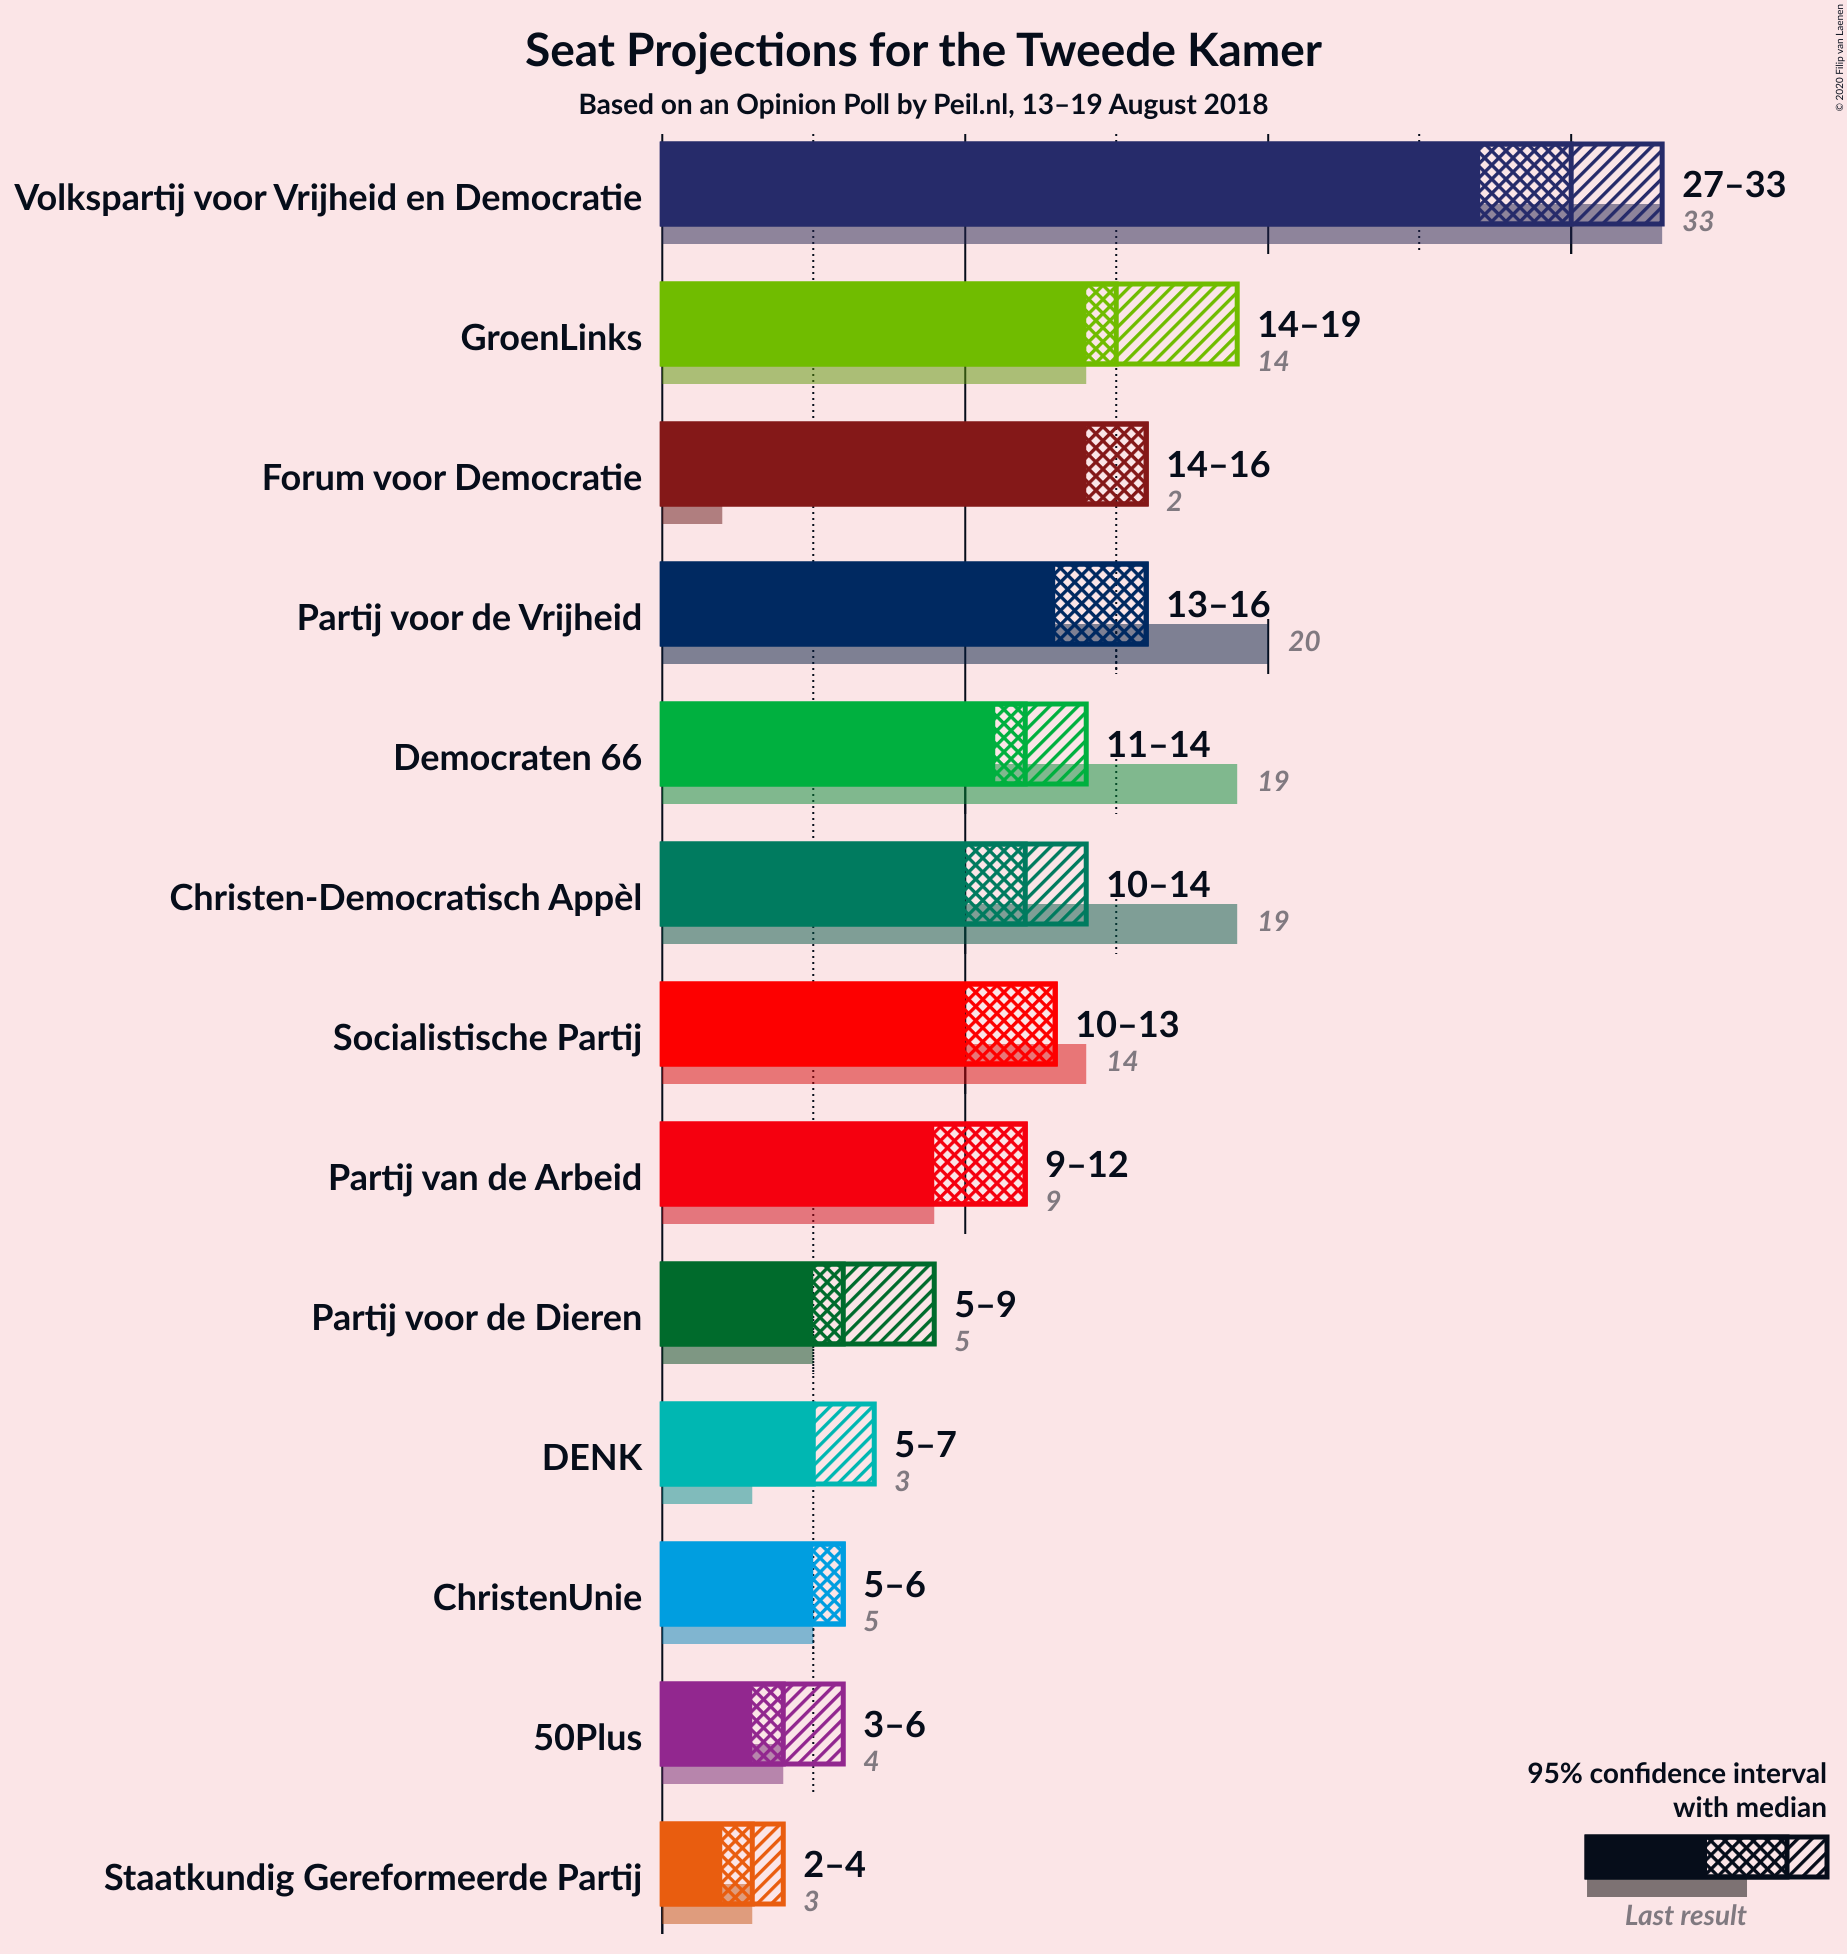 Seat Projections for the Tweede Kamer
Based on an Opinion Poll by Peil.nl, 13–19 August 2018
© 2020 Filip van Laenen
Volkspartij voor Vrijheid en Democratie
27–33
33
GroenLinks
14–19
14
Forum voor Democratie
14–16
2
Partij voor de Vrijheid
13–16
20
Democraten 66
11–14
19
Christen-Democratisch Appèl
10–14
19
Socialistische Partij
10–13
14
Partij van de Arbeid
9–12
9
Partij voor de Dieren
5–9
5
DENK
5–7
3
ChristenUnie
5–6
5
50Plus
3–6
4
Staatkundig Gereformeerde Partij
2–4
3
95% confidence interval
with median
Last result